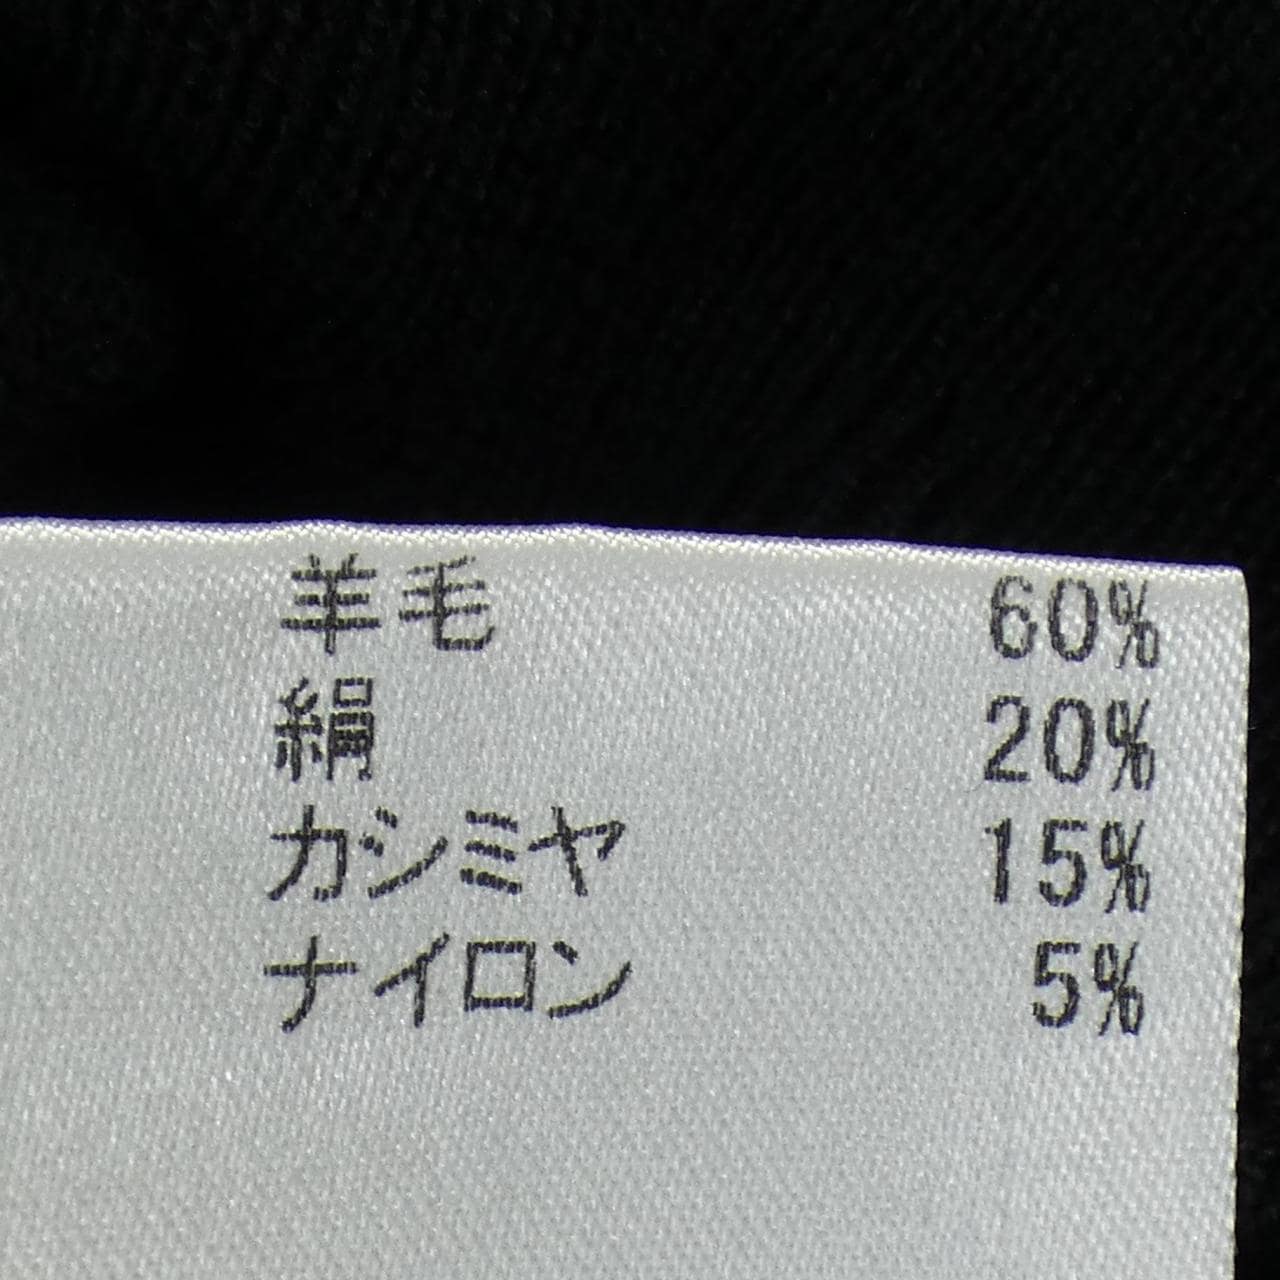 羊毛 60%
絹 20%
カシミヤ 15%
ナイロン 5%